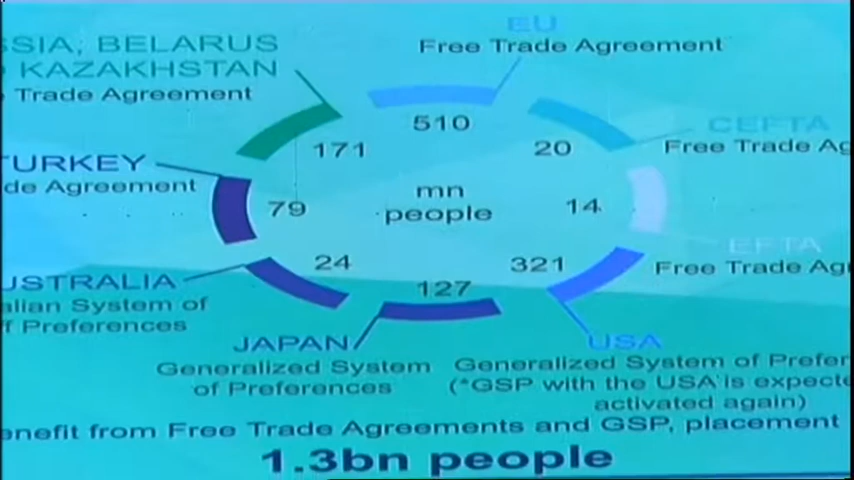 EU
Free Trade Agreement
SSIA, BELARUS
KAZAKHSTAN
Trade Agreement
510
171
20
CEFTA
Free Trade Ag
TURKEY
de Agreement
79
mn
people
14
EFTA
Free Trade Ag
24
321
127
USTRALIA
alian System of
f Preferences
JAPAN
Generalized System
of Preferences
USA
Generalized System of Prefer
(*GSP with the USA is expecte
activated again)
enefit from Free Trade Agreements and GSP, placement
1.3bn people